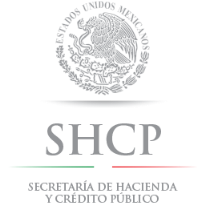 ESTADOS UNIDOS MEXICANOS
SHCP
SECRETARÍA DE HACIENDA
Y CRÉDITO PÚBLICO